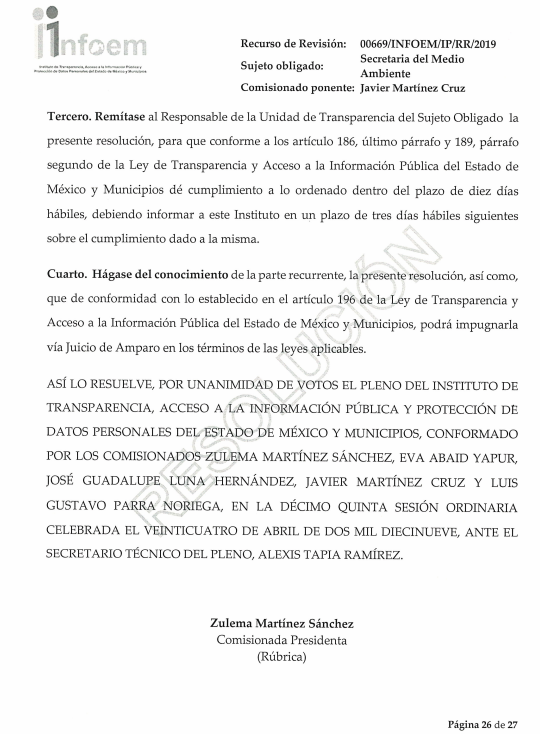 infoem
Instituto de Transparencia, Acceso a la Información Pública y
Protección de Datos Personales del Estado de México y Municipios
Recurso de Revisión: 00669/INFOEM/IP/RR/2019
Sujeto obligado: Secretaria del Medio
Ambiente
Comisionado ponente: Javier Martínez Cruz
Tercero. Remítase al Responsable de la Unidad de Transparencia del Sujeto Obligado la
presente resolución, para que conforme a los artículo 186, último párrafo y 189, párrafo
segundo de la Ley de Transparencia y Acceso a la Información Pública del Estado de
México y Municipios dé cumplimiento a lo ordenado dentro del plazo de diez días
hábiles, debiendo informar a este Instituto en un plazo de tres días hábiles siguientes
sobre el cumplimiento dado a la misma.
Cuarto. Hágase del conocimiento de la parte recurrente, la presente resolución, así como,
que de conformidad con lo establecido en el artículo 196 de la Ley de Transparencia y
Acceso a la Información Pública del Estado de México y Municipios, podrá impugnarla
vía Juicio de Amparo en los términos de las leyes aplicables.
ASÍ LO RESUELVE, POR UNANIMIDAD DE VOTOS EL PLENO DEL INSTITUTO DE
TRANSPARENCIA, ACCESO A LA INFORMACIÓN PÚBLICA Y PROTECCIÓN DE
DATOS PERSONALES DEL ESTADO DE MÉXICO Y MUNICIPIOS, CONFORMADO
POR LOS COMISIONADOS ZULEMA MARTÍNEZ SÁNCHEZ, EVA ABAID YAPUR,
JOSÉ GUADALUPE LUNA HERNÁNDEZ, JAVIER MARTÍNEZ CRUZ Y LUIS
GUSTAVO PARRA NORIEGA, EN LA DÉCIMO QUINTA SESIÓN ORDINARIA
CELEBRADA EL VEINTICUATRO DE ABRIL DE DOS MIL DIECINUEVE, ANTE EL
SECRETARIO TÉCNICO DEL PLENO, ALEXIS TAPIA RAMÍREZ.
RESOLUCIÓN
Zulema Martínez Sánchez
Comisionada Presidenta
(Rúbrica)
Página 26 de 27